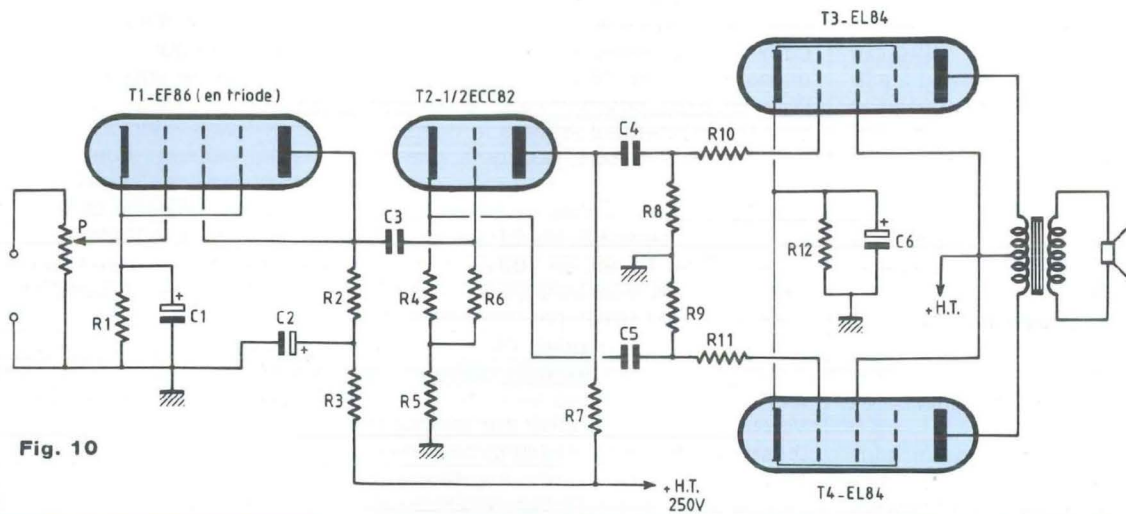 T3-EL84
T1-EF86 (en triode)
T2-1/2ECC82
C4
R10
P
C3
R8
R12
C6
R2
R4
R6
R1
C1
C2
+ H.T.
R9
C5
R11
R3
R5
R7
Fig. 10
+ H.T.
250V
T4-EL84
+
+
+